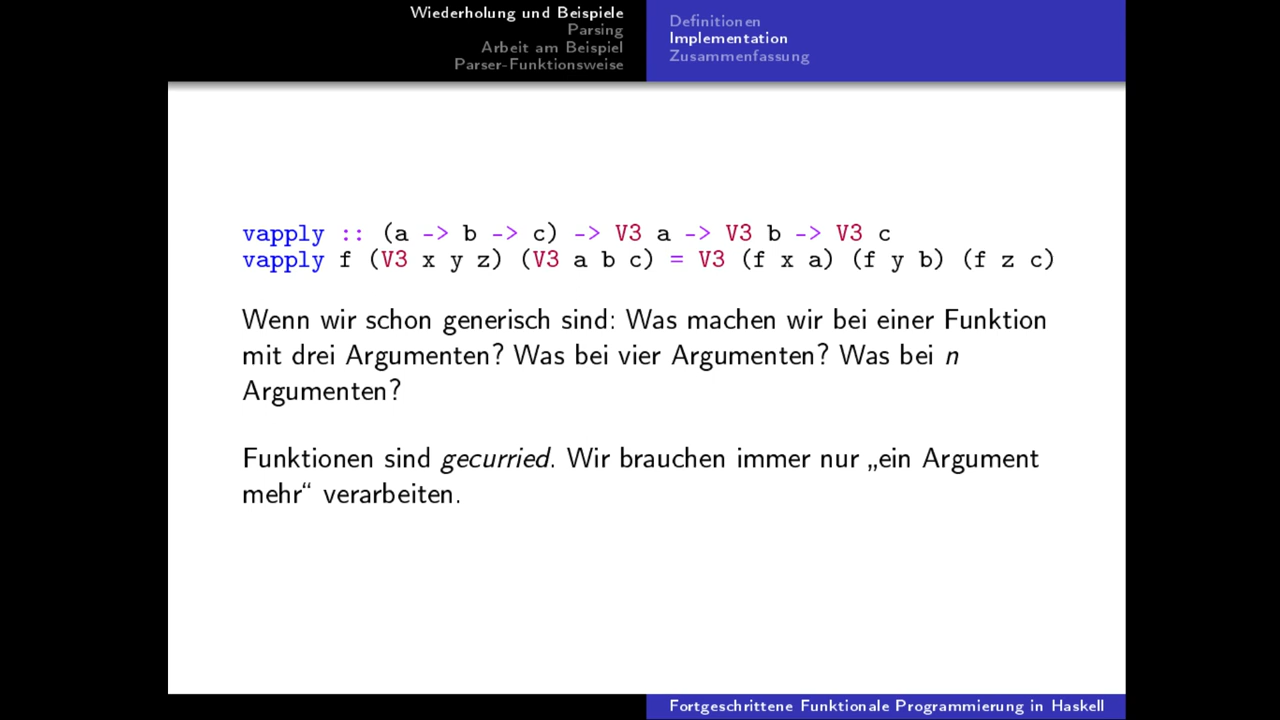 Wiederholung und Beispiele
Parsing
Arbeit am Beispiel
Parser-Funktionsweise
Definitionen
Implementation
Zusammenfassung
vapply :: (a -> b -> c) -> V3 a -> V3 b -> V3 c
vapply f (V3 x y z) (V3 a b c) = V3 (f x a) (f y b) (f z c)
Wenn wir schon generisch sind: Was machen wir bei einer Funktion
mit drei Argumenten? Was bei vier Argumenten? Was bei n
Argumenten?
Funktionen sind gecurried. Wir brauchen immer nur „ein Argument
mehr“ verarbeiten.
Fortgeschrittene Funktionale Programmierung in Haskell